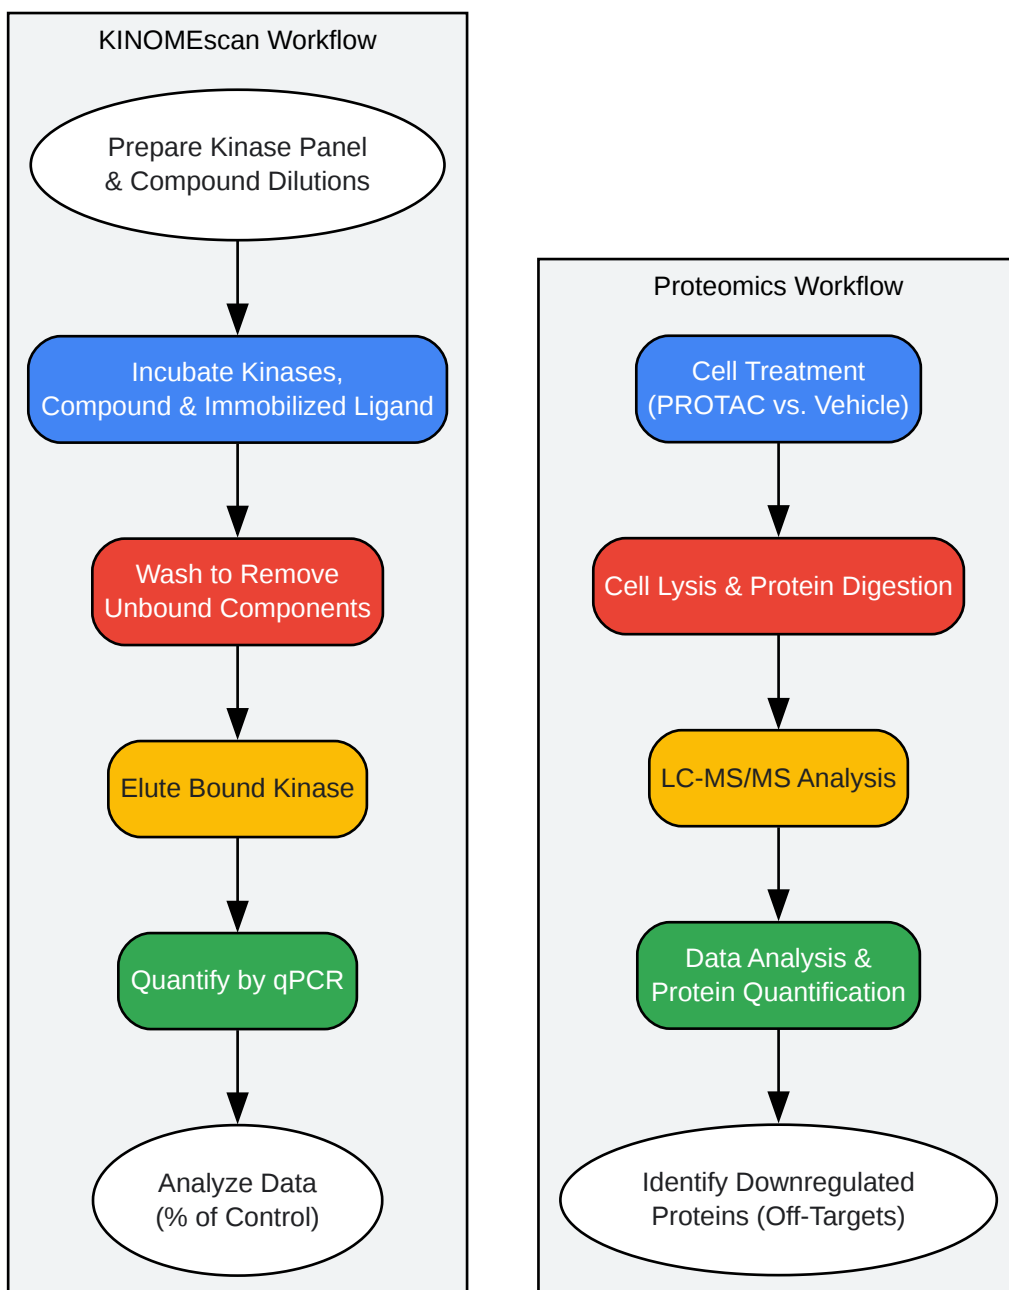 KINOMEscan Workflow
Prepare Kinase Panel
& Compound Dilutions
Incubate Kinases,
Compound & Immobilized Ligand
Wash to Remove
Unbound Components
Elute Bound Kinase
Quantify by qPCR
Analyze Data
(% of Control)
Proteomics Workflow
Cell Treatment
(PROTAC vs. Vehicle)
Cell Lysis & Protein Digestion
LC-MS/MS Analysis
Data Analysis &
Protein Quantification
Identify Downregulated
Proteins (Off-Targets)